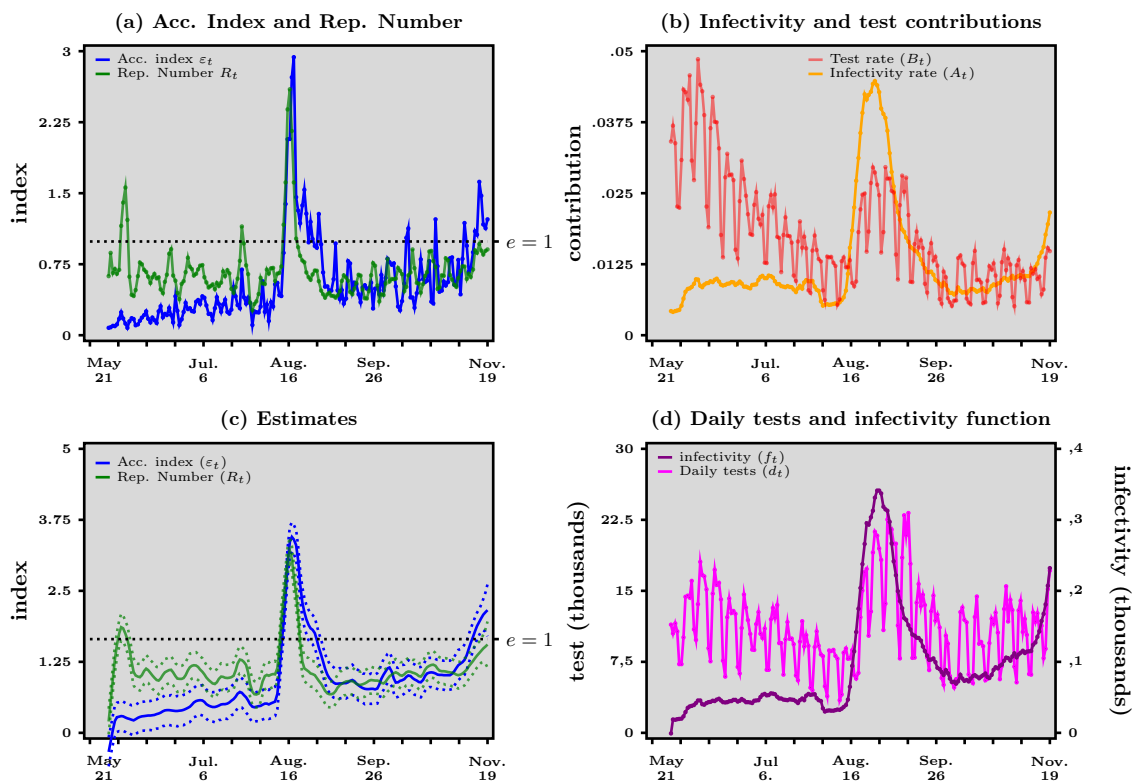 (a) Acc. Index and Rep. Number
3
2.25
1.5
0.75
0
index
Acc. index εt
Rep. Number Rt
e = 1
May 21
Jul. 6
Aug. 16
Sep. 26
Nov. 19
(b) Infectivity and test contributions
.05
.0375
.025
.0125
0
contribution
Test rate (Bt)
Infectivity rate (At)
May 21
Jul. 6
Aug. 16
Sep. 26
Nov. 19
(c) Estimates
5
3.75
2.5
1.25
0
index
Acc. index (εt)
Rep. Number (Rt)
e = 1
May 21
Jul. 6
Aug. 16
Sep. 26
Nov. 19
(d) Daily tests and infectivity function
30
22.5
15
7.5
0
test (thousands)
infectivity (ft)
Daily tests (dt)
,4
,3
,2
,1
0
infectivity (thousands)
May 21
Jul 6.
Aug. 16
Sep. 26
Nov. 19